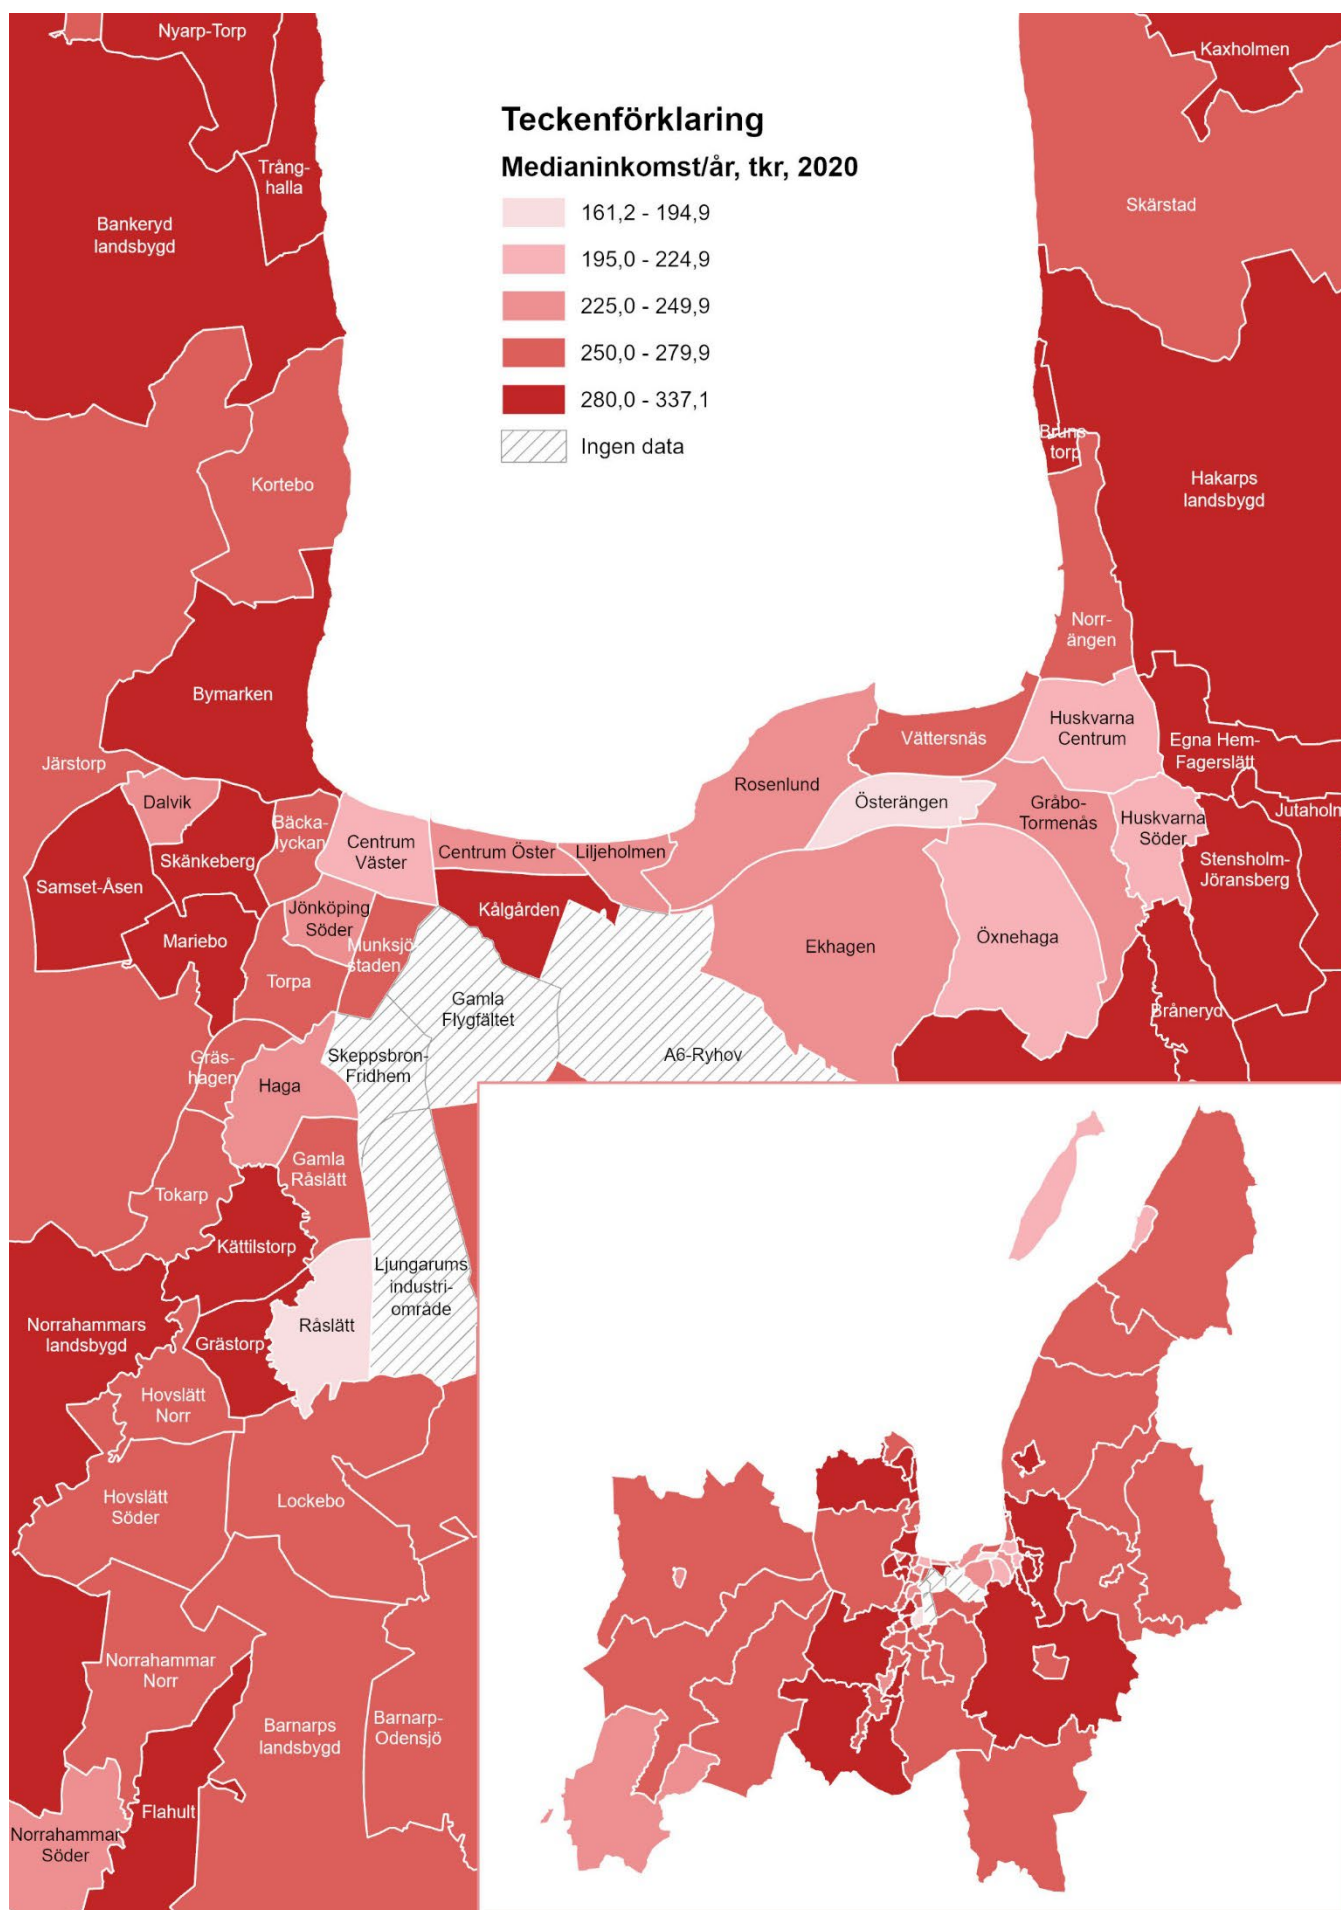 Nyarp-Torp
Kaxholmen
Teckenförklaring
Medianinkomst/år, tkr, 2020
161,2 - 194,9
195,0 - 224,9
225,0 - 249,9
250,0 - 279,9
280,0 - 337,1
Ingen data
Trång-
halla
Bankeryd
landsbygd
Skärstad
Kortebo
Bruns
torp
Hakarps
landsbygd
Norr-
ängen
Bymarken
Huskvarna
Centrum
Vättersnäs
Egna Hem-
Fagerslätt
Järstorp
Rosenlund
Dalvik
Österängen
Gråbo-
Tormenås
Jutaholm
Bäcka-
lyckan
Huskvarna
Söder
Centrum
Väster
Centrum Öster
Liljeholmen
Skänkeberg
Stensholm-
Jöransberg
Samset-Åsen
Jönköping
Söder
Kålgården
Mariebo
Munksjö
staden
Ekhagen
Öxnehaga
Torpa
Gamla
Flygfältet
Bråneryd
Gräs-
hagen
Skeppsbron-
Fridhem
A6-Ryhov
Haga
Gamla
Råslätt
Tokarp
Kättilstorp
Ljungarums
industri-
område
Norrahammars
landsbygd
Grästorp
Råslätt
Hovslätt
Norr
Hovslätt
Söder
Lockebo
Norrahammar
Norr
Barnarps
landsbygd
Barnarp-
Odensjö
Flahult
Norrahammar
Söder